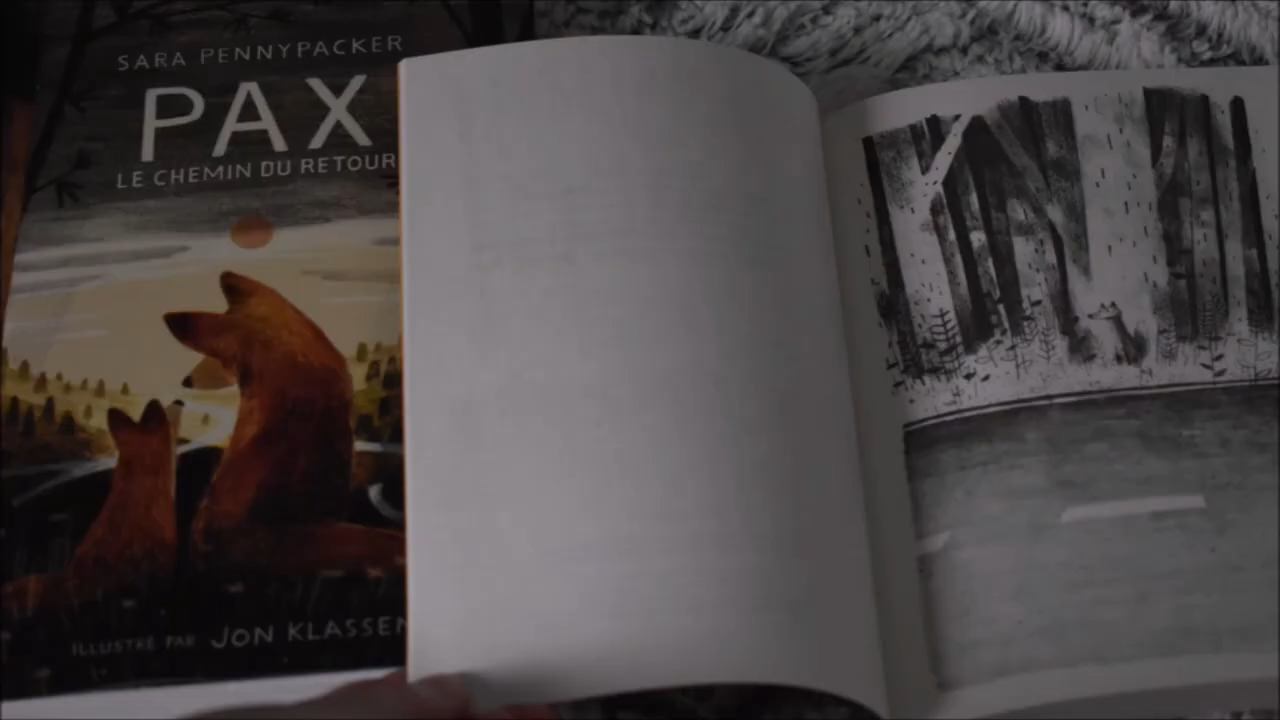 SARA PENNYPACKER
PAX
LE CHEMIN DU RETOUR
ILLUSTRÉ PAR JON KLASSEN